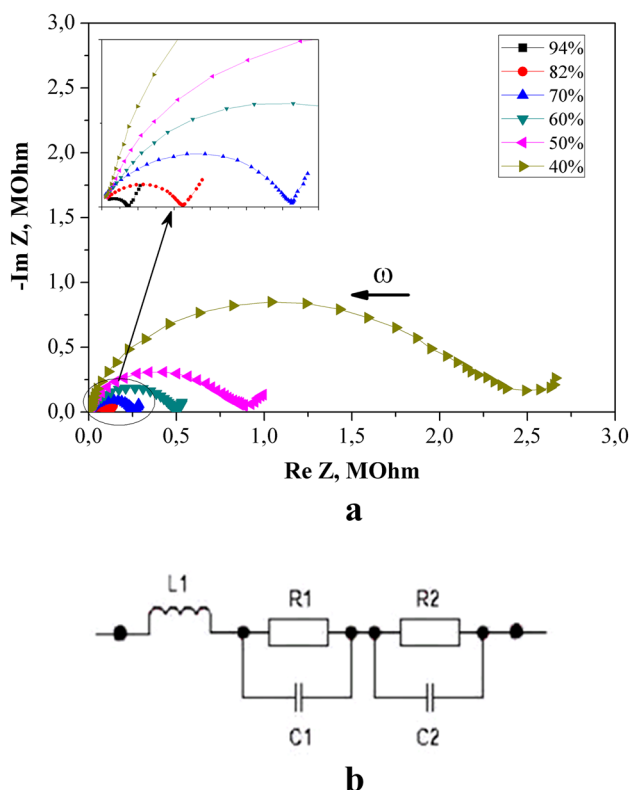 a
3,0
2,5
2,0
1,5
1,0
0,5
0,0
-Im Z, MOhm
94%
82%
70%
60%
50%
40%
ω
0,0 0,5 1,0 1,5 2,0 2,5 3,0
Re Z, MOhm
a
L1
R1 R2
C1 C2
b